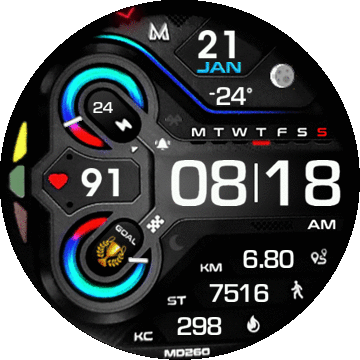 M
21
JAN
-24°
24
M T W T F S S
91
08|18
AM
GOAL
KM 6.80
ST 7516
KC 298
MD260